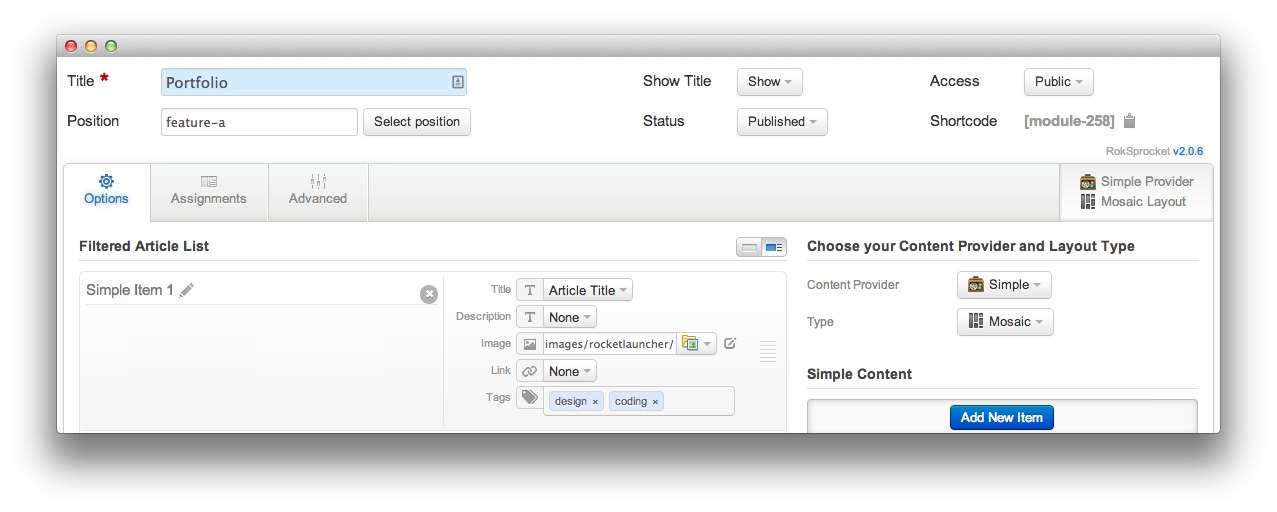 Title * Portfolio Show Title Show Access Public
Position feature-a Select position Status Published Shortcode [module-258]
RokSprocket v2.0.6
Options Assignments Advanced
Simple Provider
Mosaic Layout
Filtered Article List
Simple Item 1
Title T Article Title
Description T None
Image images/rocketlauncher/
Link None
Tags design × coding ×
Choose your Content Provider and Layout Type
Content Provider Simple
Type Mosaic
Simple Content
Add New Item